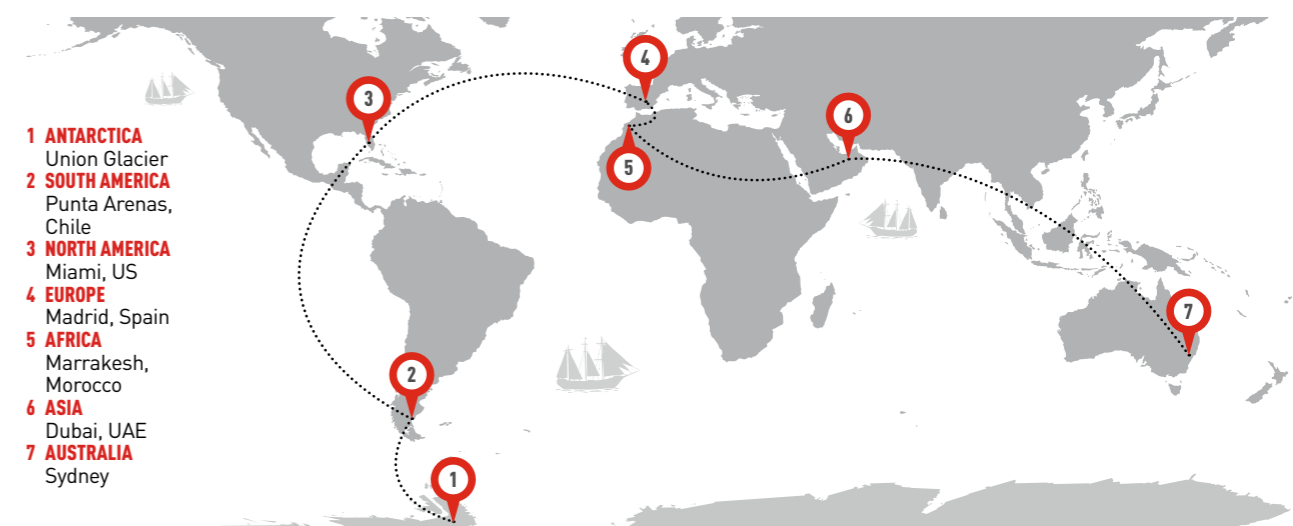 1 ANTARCTICA
Union Glacier
2 SOUTH AMERICA
Punta Arenas,
Chile
3 NORTH AMERICA
Miami, US
4 EUROPE
Madrid, Spain
5 AFRICA
Marrakesh,
Morocco
6 ASIA
Dubai, UAE
7 AUSTRALIA
Sydney
3
4
6
5
7
2
1